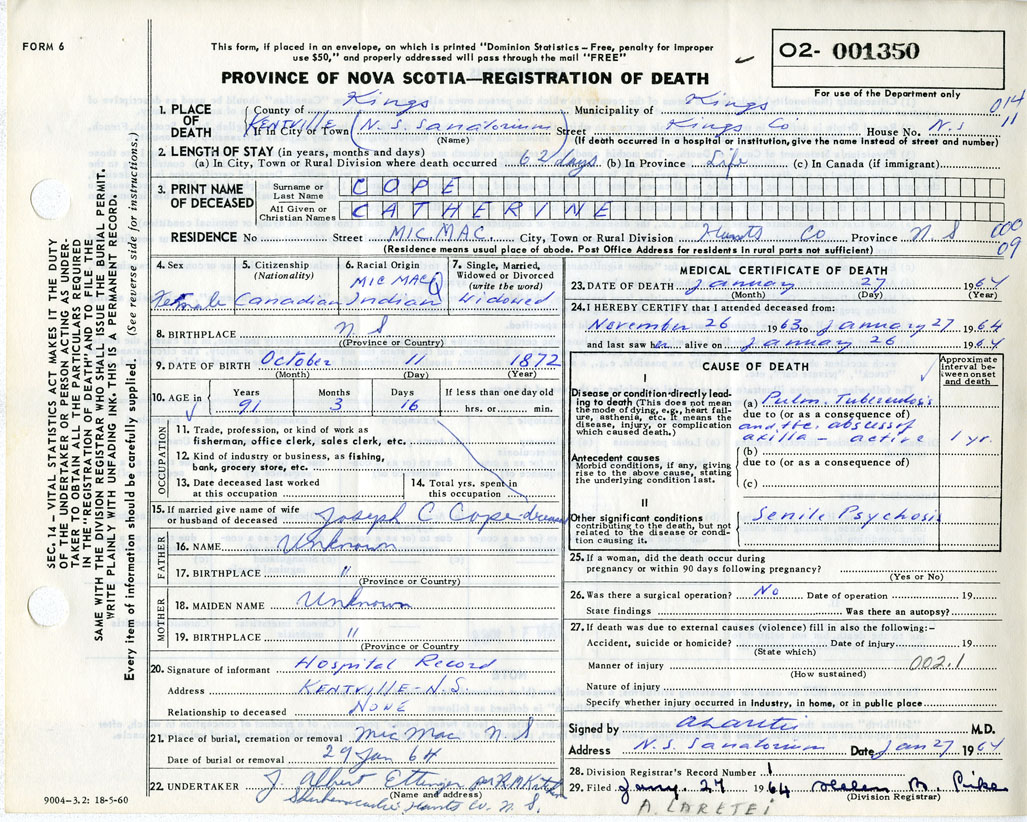 FORM 6
This form, if placed in an envelope, on which is printed "Dominion Statistics – Free, penalty for improper
use $50," and properly addressed will pass through the mail "FREE"
PROVINCE OF NOVA SCOTIA—REGISTRATION OF DEATH
O2- 001350
For use of the Department only
014
11
1. PLACE OF DEATH
County of Kings Municipality of Kings
KENTVILLE If in City or Town (N. S. Sanatorium) Street Kings Co House No. N.S
(Name) (If death occurred in a hospital or institution, give the name instead of street and number)
2. LENGTH OF STAY (in years, months and days)
(a) In City, Town or Rural Division where death occurred 62 days (b) In Province Life (c) In Canada (if immigrant)
3. PRINT NAME OF DECEASED
Surname or Last Name COPE
All Given or Christian Names CATHERINE
RESIDENCE No Street MICMAC City, Town or Rural Division Hants Co Province N S
000
09
(Residence means usual place of abode. Post Office Address for residents in rural parts not sufficient)
4. Sex
Female
5. Citizenship
(Nationality)
Canadian
6. Racial Origin
MIC MAC
Indian
7. Single, Married,
Widowed or Divorced
(write the word)
Widowed
8. BIRTHPLACE N S
((Province or Country)
9. DATE OF BIRTH October 11 1872
(Month) (Day) (Year)
10. AGE in
Years Months Days If less than one day old
91 3 16 hrs. or min.
OCCUPATION
11. Trade, profession, or kind of work as
fisherman, office clerk, sales clerk, etc.
12. Kind of industry or business, as fishing,
bank, grocery store, etc.
13. Date deceased last worked
at this occupation
14. Total yrs. spent in
this occupation
15. If married give name of wife
or husband of deceased Joseph C Cope deceased
FATHER
16. NAME Unknown
17. BIRTHPLACE "
(Province or Country)
MOTHER
18. MAIDEN NAME Unknown
19. BIRTHPLACE "
(Province or Country)
20. Signature of informant Hospital Record
Address KENTVILLE - N.S.
Relationship to deceased NONE
21. Place of burial, cremation or removal Mic Mac N S
Date of burial or removal 29 Jan 64
22. UNDERTAKER J. Albert Ettinger
(Name and address)
Hants Co. N. S.
MEDICAL CERTIFICATE OF DEATH
23. DATE OF DEATH January 27 1964
(Month) (Day) (Year)
24. I HEREBY CERTIFY that I attended deceased from:
November 26 1963 to January 27 1964
and last saw her alive on January 26 1964
CAUSE OF DEATH
Approximate
interval between onset
and death
I
Disease or condition directly leading to death (This does not mean
the mode of dying, e.g., heart failure, asthenia, etc. It means the
disease, injury, or complication
which caused death.)
(a) Pulm. Tuberculosis
due to (or as a consequence of)
and the abscess of
axilla – active 1 yr.
Antecedent causes
Morbid conditions, if any, giving
rise to the above cause, stating
the underlying condition last.
(b)
due to (or as a consequence of)
(c)
II
Other significant conditions
contributing to the death, but not
related to the disease or condition causing it.
Senile Psychosis
25. If a woman, did the death occur during
pregnancy or within 90 days following pregnancy?
(Yes or No)
26. Was there a surgical operation? No Date of operation 19
State findings Was there an autopsy?
27. If death was due to external causes (violence) fill in also the following:–
Accident, suicide or homicide? Date of injury 19
(State which)
Manner of injury 002.1
(How sustained)
Nature of injury
Specify whether injury occurred in Industry, in home, or in public place
Signed by A Laretei M.D.
Address N. S. Sanatorium Date Jan 27 1964
28. Division Registrar's Record Number 1
29. Filed Jany. 27 1964 Helen M. Pike
(Division Registrar)
A. LARETEI
9004-3.2: 18-5-60
SEC. 14 – VITAL STATISTICS ACT MAKES IT THE DUTY
OF THE UNDERTAKER OR PERSON ACTING AS UNDERTAKER TO OBTAIN ALL THE PARTICULARS REQUIRED
IN THE "REGISTRATION OF DEATH" AND TO FILE THE
SAME WITH THE DIVISION REGISTRAR WHO SHALL ISSUE THE BURIAL PERMIT.
WRITE PLAINLY WITH UNFADING INK. THIS IS A PERMANENT RECORD.
Every item of information should be carefully supplied. (See reverse side for instructions.)